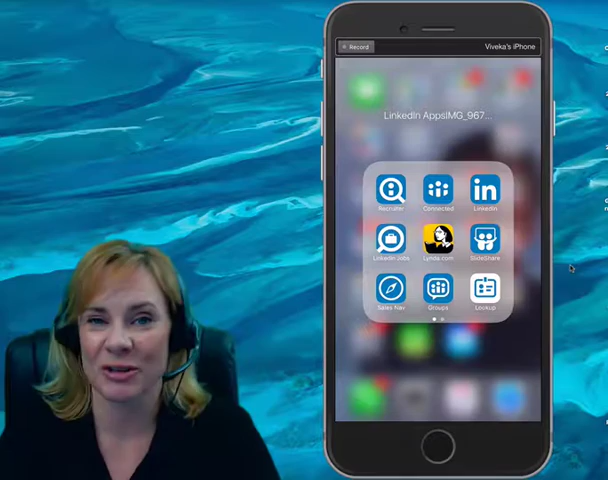 Record
Viveka's iPhone
LinkedIn AppsIMG_967...
Recruiter
Connected
LinkedIn
LinkedIn Jobs
Lynda.com
SlideShare
Sales Nav
Groups
Lookup